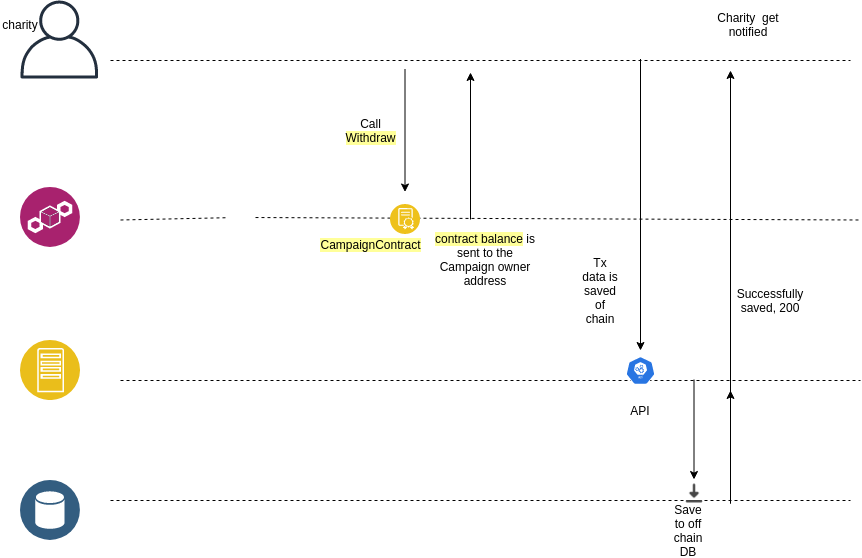 charity
Charity get
notified
Call
Withdraw
CampaignContract
contract balance is
sent to the
Campaign owner
address
Tx
data is
saved
of
chain
Successfully
saved, 200
API
Save
to off
chain
DB